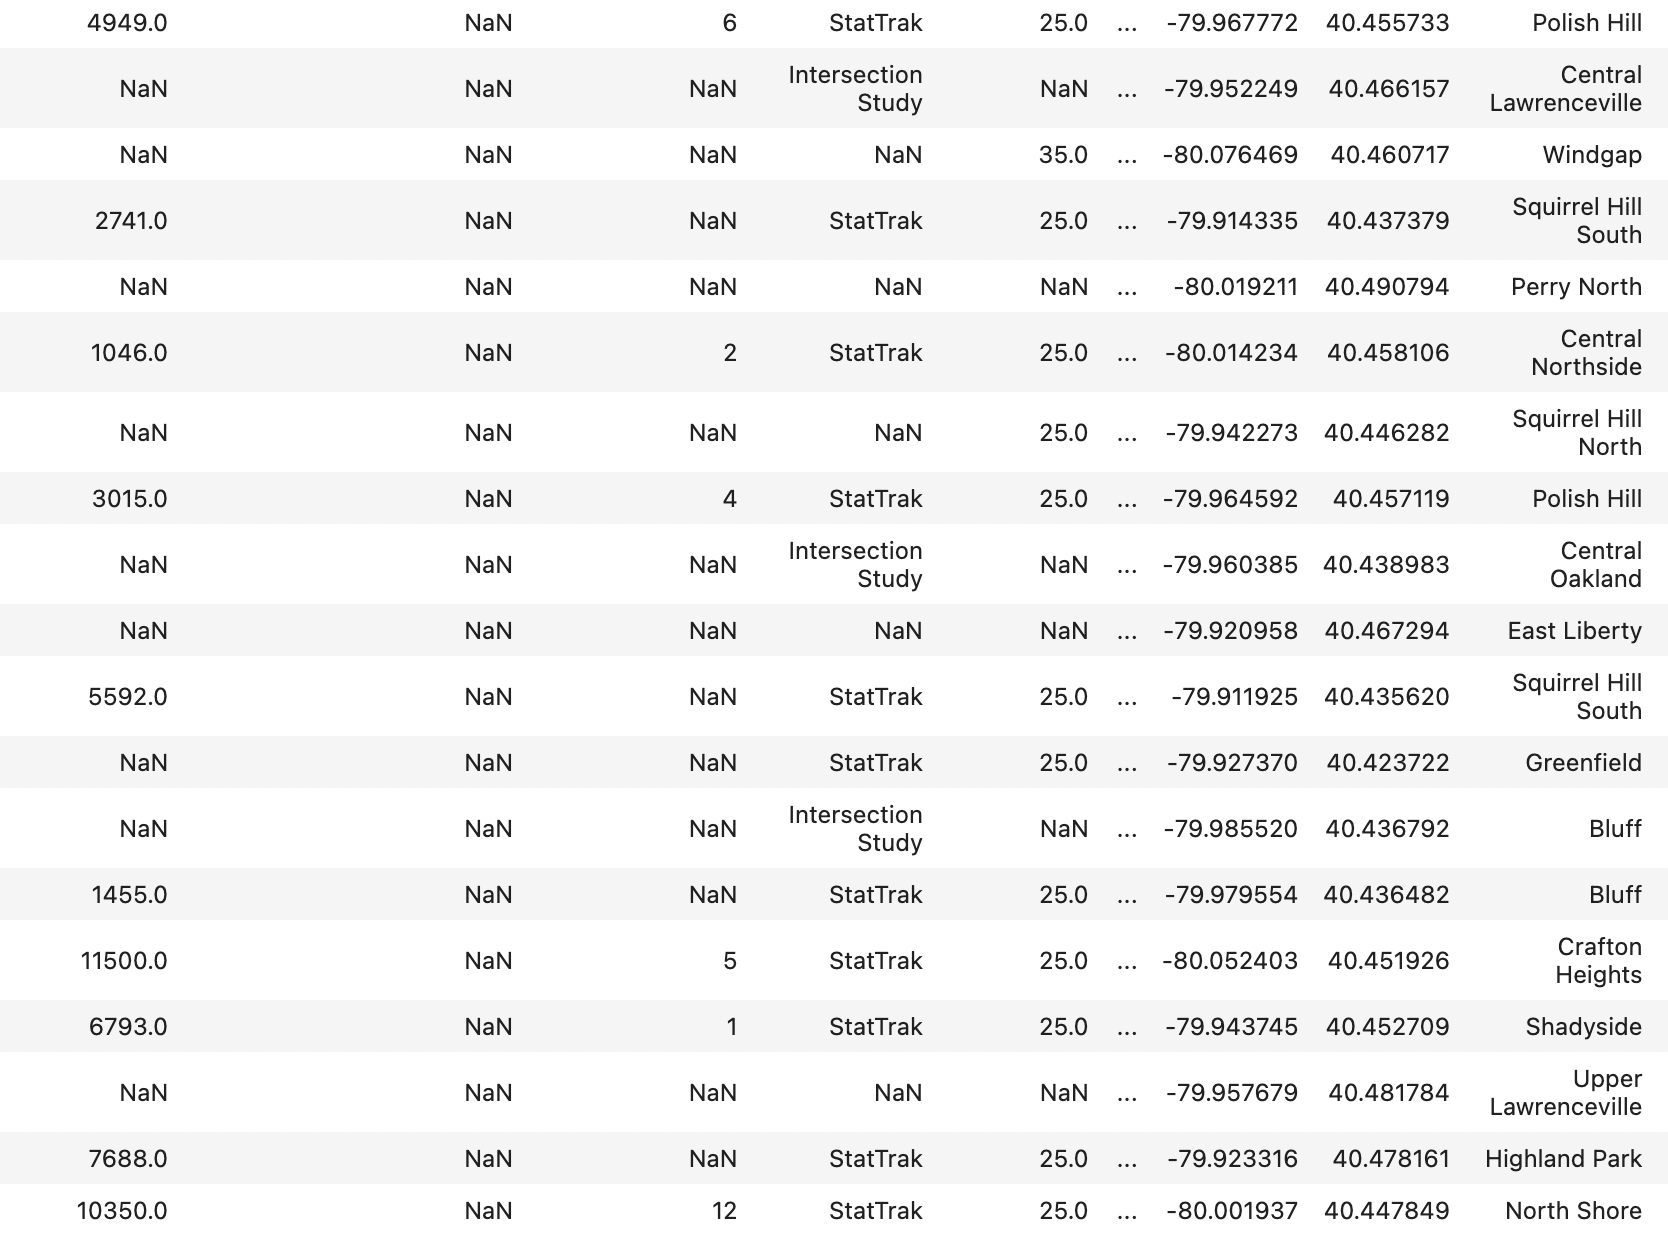 4949.0 NaN 6 StatTrak 25.0 ... -79.967772 40.455733 Polish Hill
NaN NaN NaN Intersection Study NaN ... -79.952249 40.466157 Central Lawrenceville
NaN NaN NaN NaN 35.0 ... -80.076469 40.460717 Windgap
2741.0 NaN NaN StatTrak 25.0 ... -79.914335 40.437379 Squirrel Hill South
NaN NaN NaN NaN NaN ... -80.019211 40.490794 Perry North
1046.0 NaN 2 StatTrak 25.0 ... -80.014234 40.458106 Central Northside
NaN NaN NaN NaN 25.0 ... -79.942273 40.446282 Squirrel Hill North
3015.0 NaN 4 StatTrak 25.0 ... -79.964592 40.457119 Polish Hill
NaN NaN NaN Intersection Study NaN ... -79.960385 40.438983 Central Oakland
NaN NaN NaN NaN NaN ... -79.920958 40.467294 East Liberty
5592.0 NaN NaN StatTrak 25.0 ... -79.911925 40.435620 Squirrel Hill South
NaN NaN NaN StatTrak 25.0 ... -79.927370 40.423722 Greenfield
NaN NaN NaN Intersection Study NaN ... -79.985520 40.436792 Bluff
1455.0 NaN NaN StatTrak 25.0 ... -79.979554 40.436482 Bluff
11500.0 NaN 5 StatTrak 25.0 ... -80.052403 40.451926 Crafton Heights
6793.0 NaN 1 StatTrak 25.0 ... -79.943745 40.452709 Shadyside
NaN NaN NaN NaN NaN ... -79.957679 40.481784 Upper Lawrenceville
7688.0 NaN NaN StatTrak 25.0 ... -79.923316 40.478161 Highland Park
10350.0 NaN 12 StatTrak 25.0 ... -80.001937 40.447849 North Shore